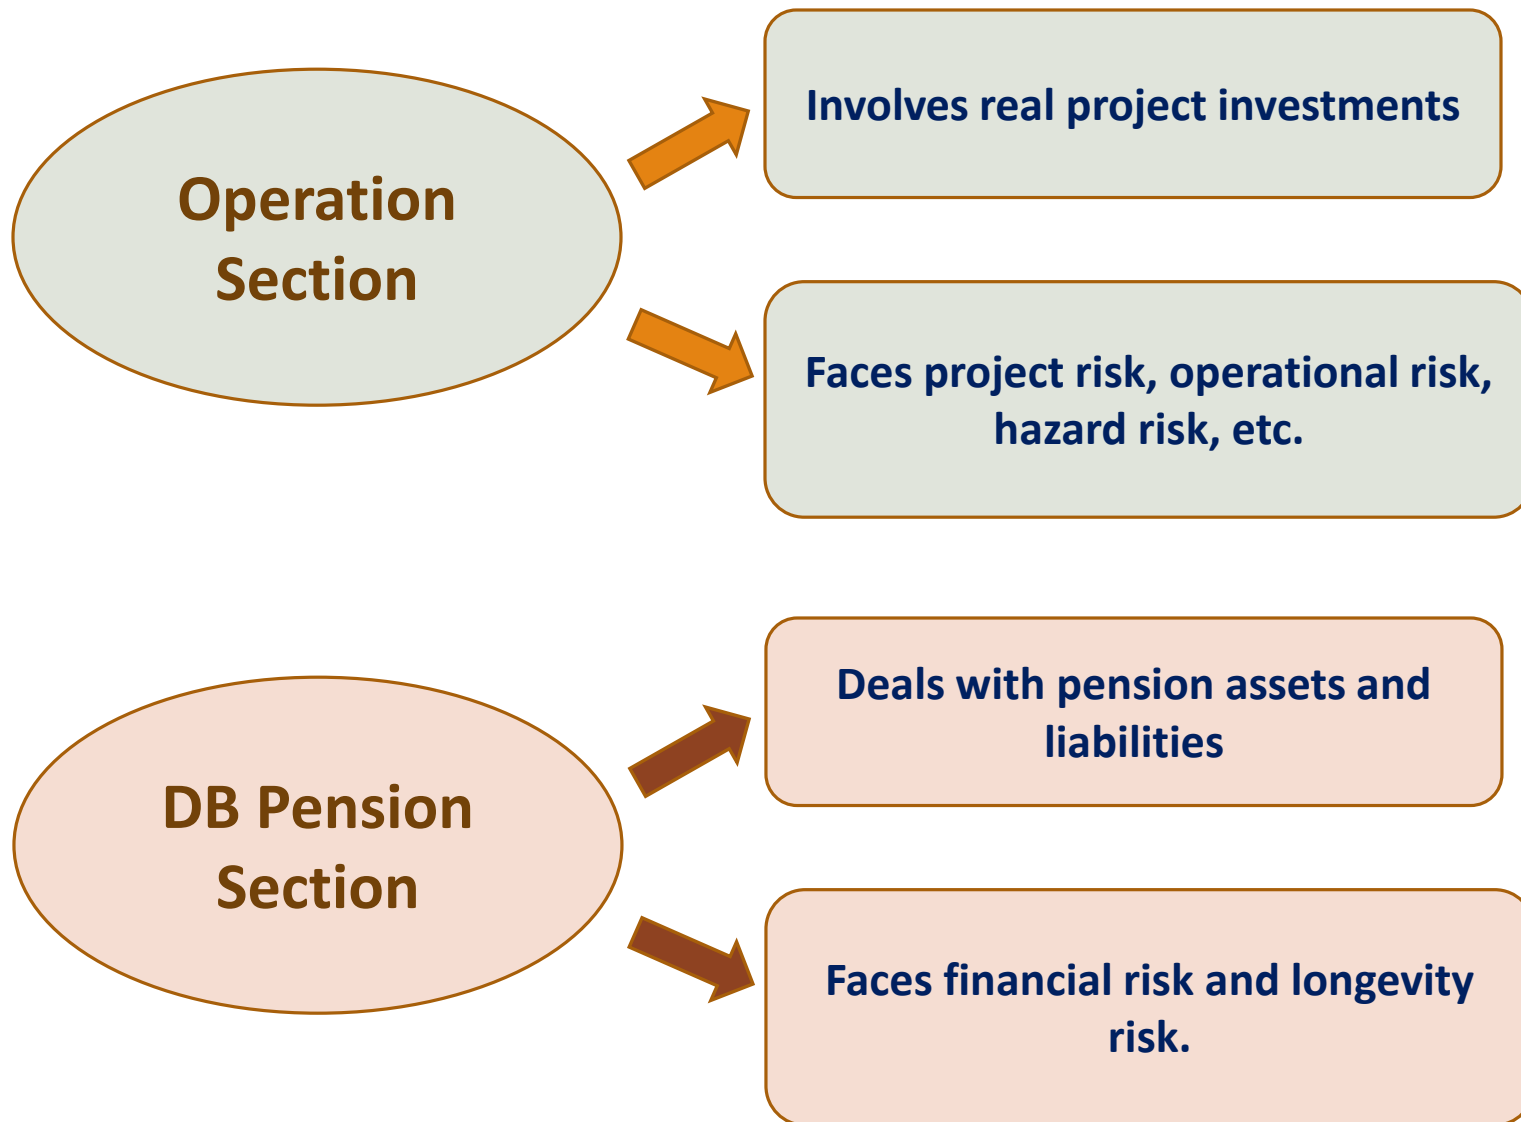 Operation
Section
Involves real project investments
Faces project risk, operational risk,
hazard risk, etc.
DB Pension
Section
Deals with pension assets and
liabilities
Faces financial risk and longevity
risk.